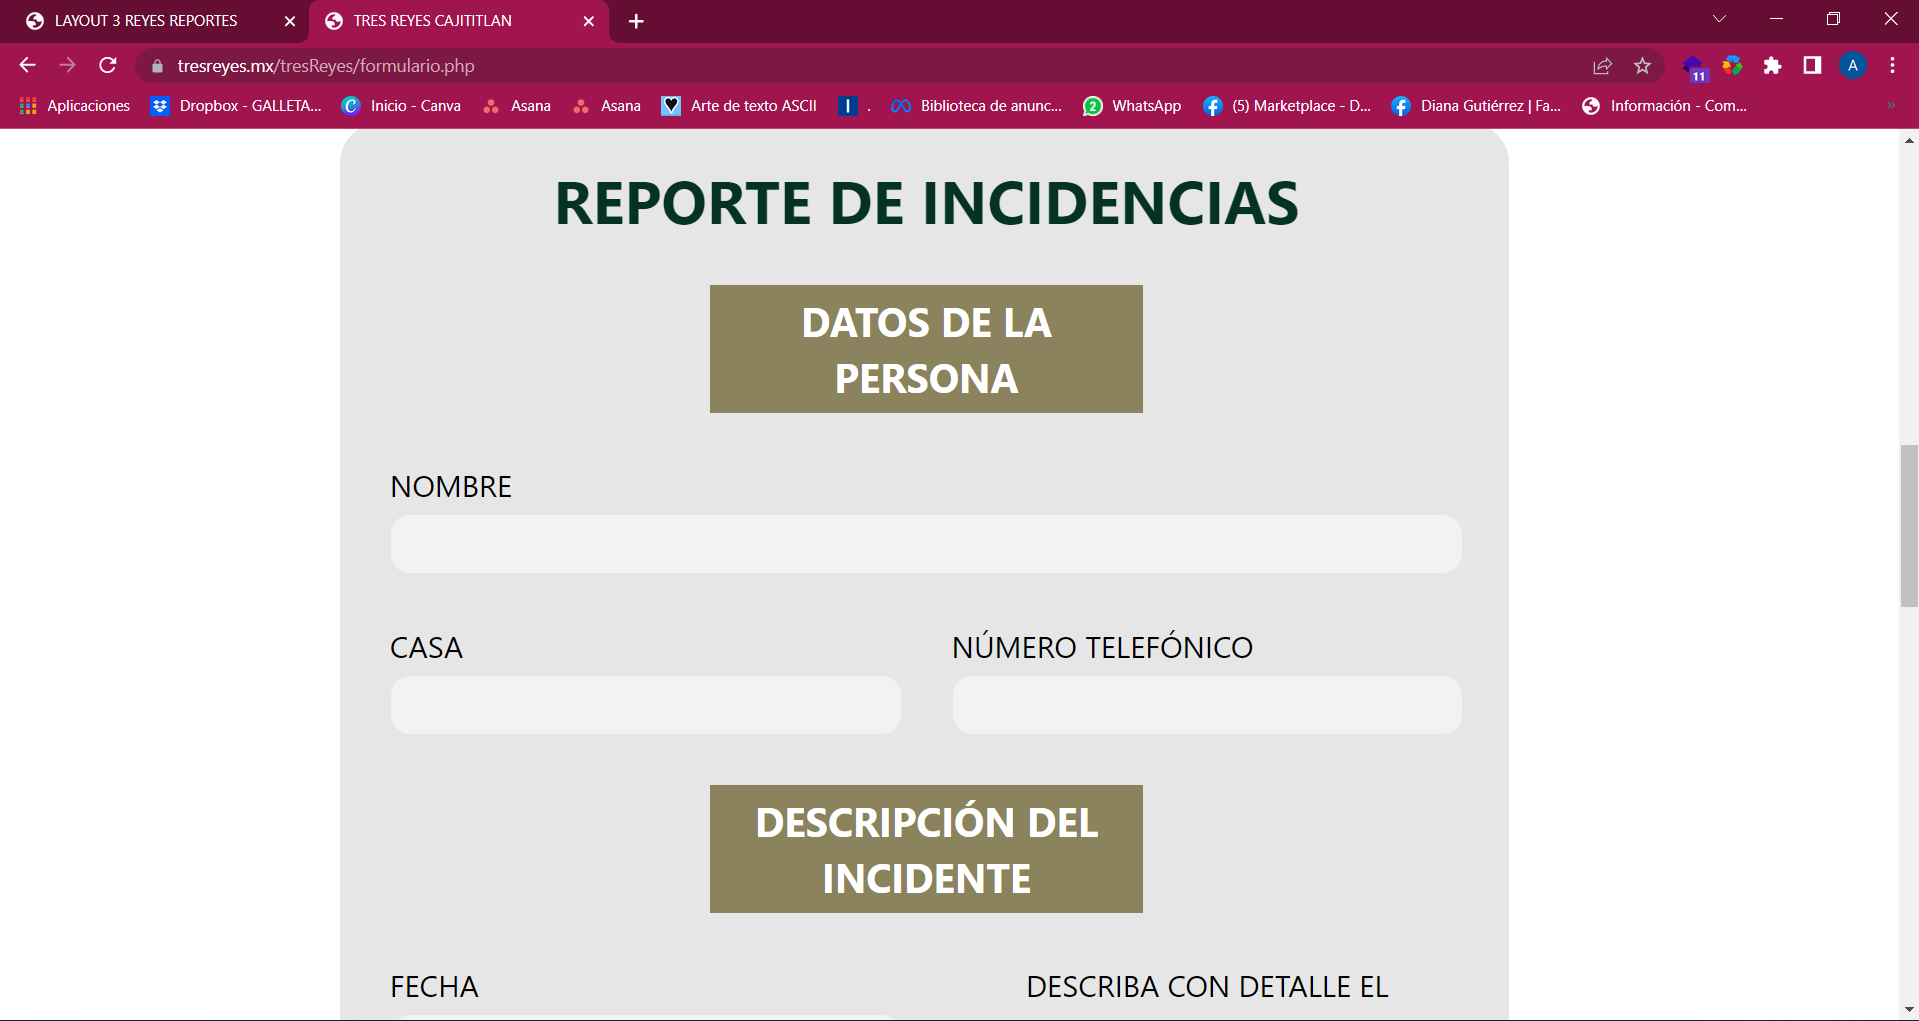 LAYOUT 3 REYES REPORTES
TRES REYES CAJITITLAN
tresreyes.mx/tresReyes/formulario.php
11
A
Aplicaciones
Dropbox - GALLETA...
Inicio - Canva
Asana
Asana
Arte de texto ASCII
I .
Biblioteca de anunc...
2 WhatsApp
(5) Marketplace - D...
Diana Gutiérrez | Fa...
Información - Com...
»
REPORTE DE INCIDENCIAS
DATOS DE LA
PERSONA
NOMBRE
CASA
NÚMERO TELEFÓNICO
DESCRIPCIÓN DEL
INCIDENTE
FECHA
DESCRIBA CON DETALLE EL